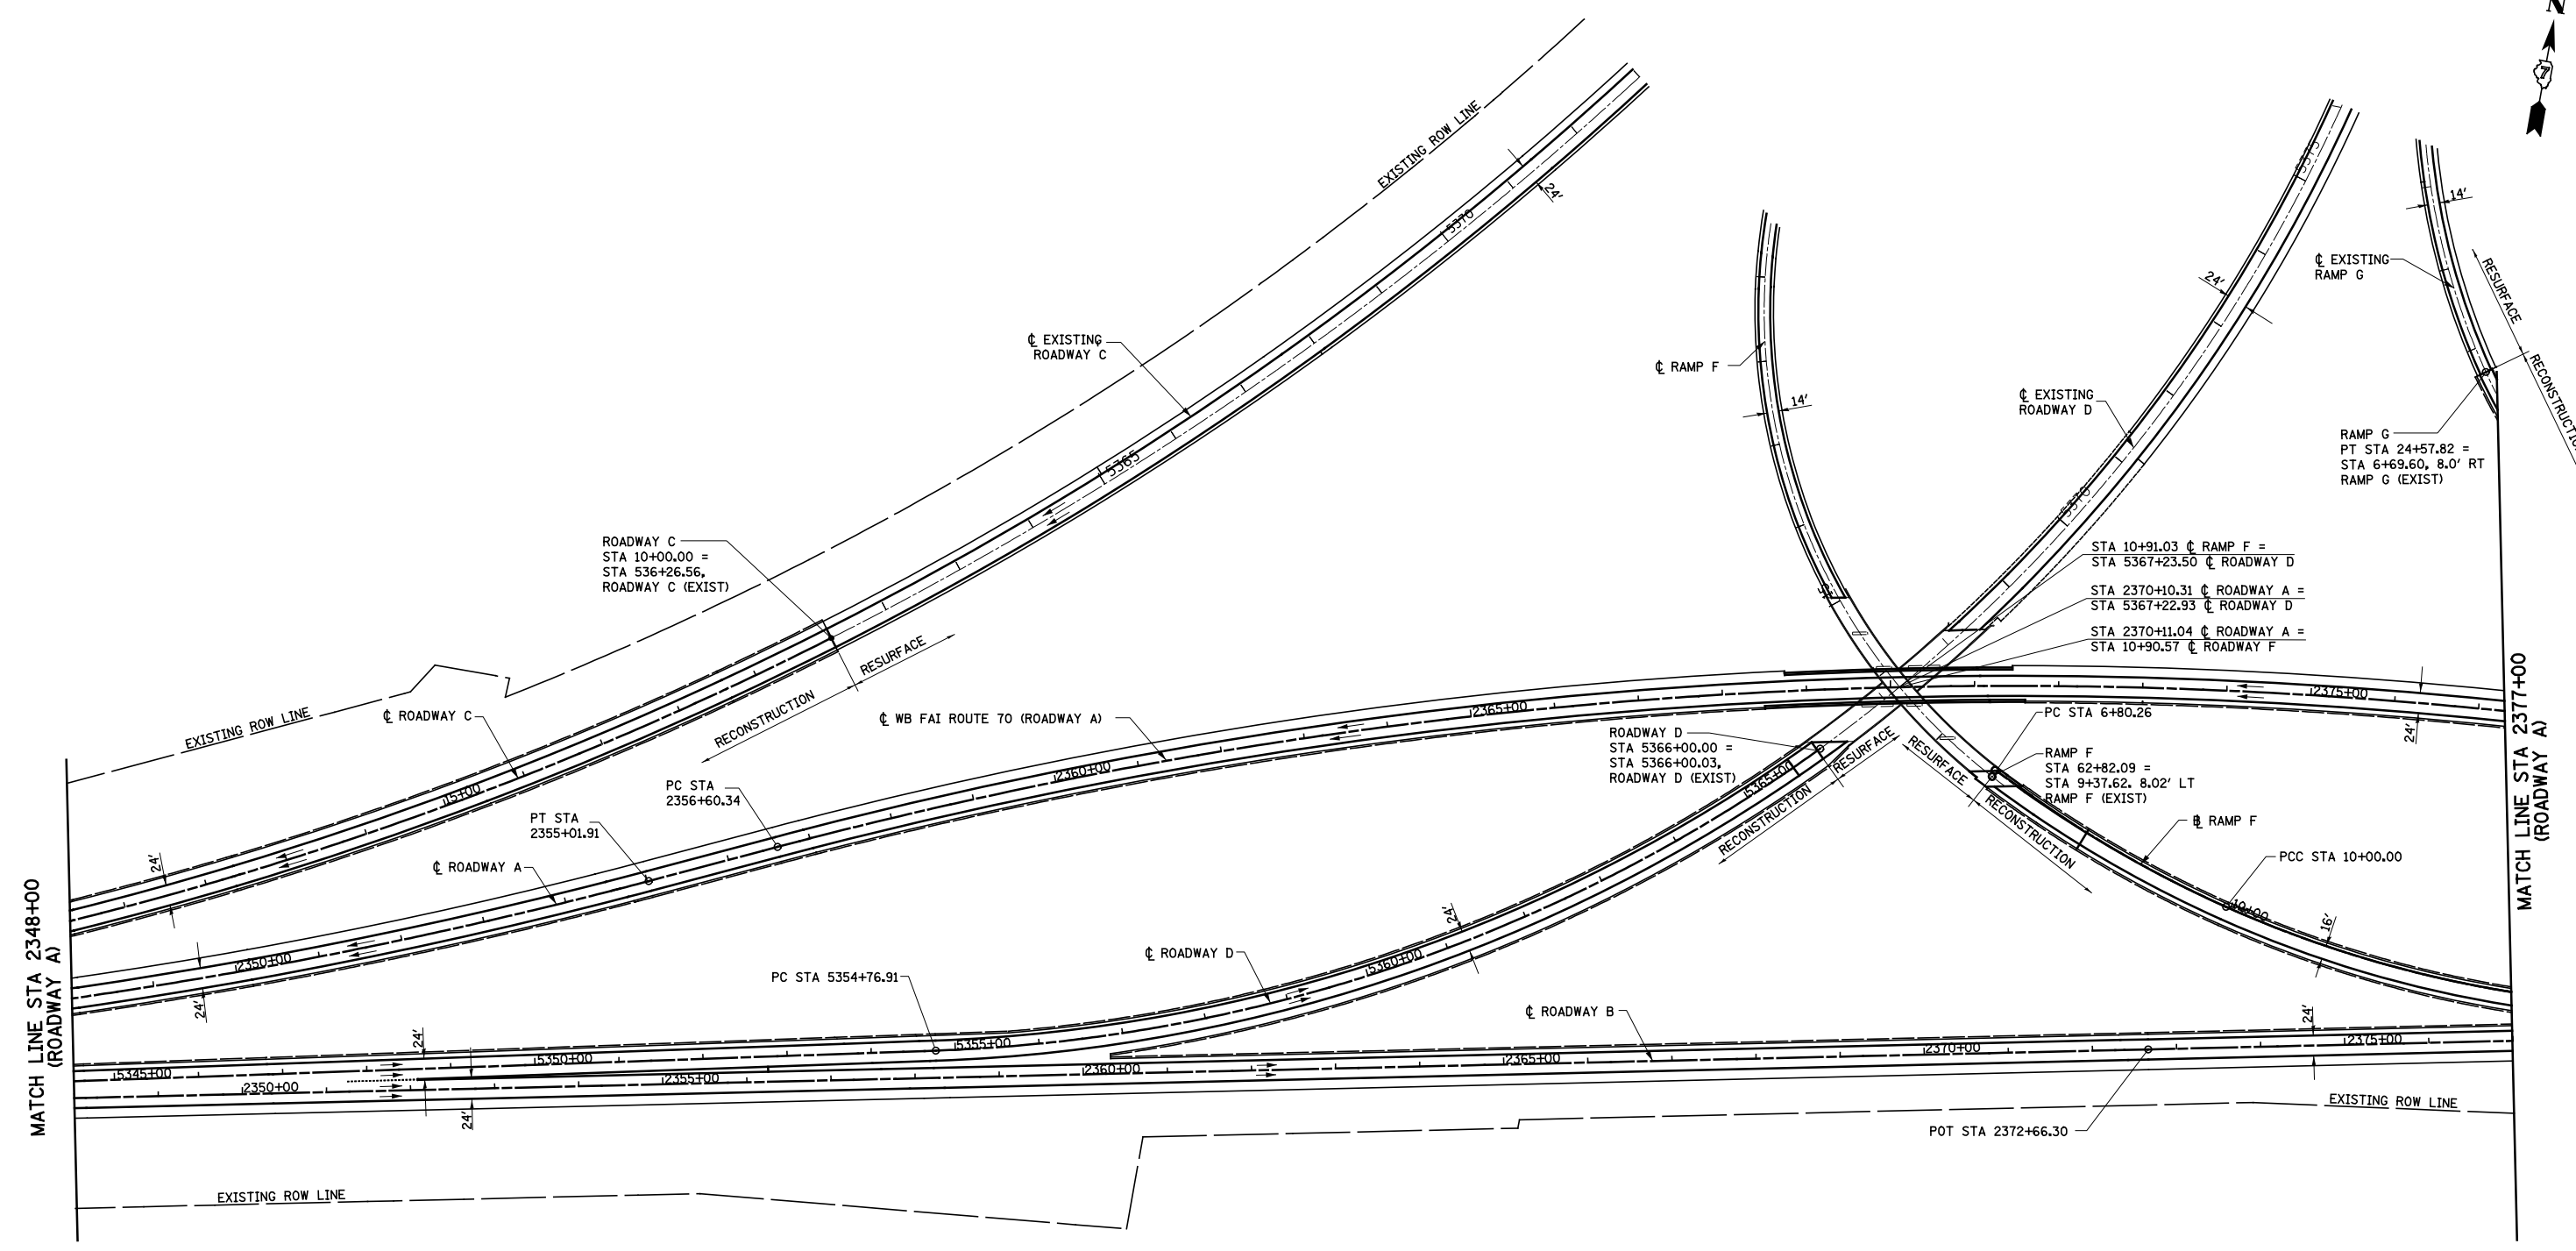 N
7
EXISTING ROW LINE
24'
5370
5375
14'
℄ EXISTING
RAMP G
RESURFACE
24'
℄ EXISTING
ROADWAY C
℄ RAMP F
14'
℄ EXISTING
ROADWAY D
RAMP G
PT STA 24+57.82 =
STA 6+69.60, 8.0' RT
RAMP G (EXIST)
5365
5370
ROADWAY C
STA 10+00.00 =
STA 536+26.56,
ROADWAY C (EXIST)
STA 10+91.03 ℄ RAMP F =
STA 5367+23.50 ℄ ROADWAY D
STA 2370+10.31 ℄ ROADWAY A =
STA 5367+22.93 ℄ ROADWAY D
STA 2370+11.04 ℄ ROADWAY A =
STA 10+90.57 ℄ ROADWAY F
RESURFACE
RECONSTRUCTION
EXISTING ROW LINE
℄ ROADWAY C
℄ WB FAI ROUTE 70 (ROADWAY A)
2365+00
2375+00
24'
PC STA 6+80.26
ROADWAY D
STA 5366+00.00 =
STA 5366+00.03,
ROADWAY D (EXIST)
RESURFACE
RESURFACE
RAMP F
STA 62+82.09 =
STA 9+37.62, 8.02' LT
RAMP F (EXIST)
2360+00
5365+00
RECONSTRUCTION
RECONSTRUCTION
15+00
PC STA
2356+60.34
PT STA
2355+01.91
℄ ROADWAY A
24'
RAMP F
PCC STA 10+00.00
10+00
16'
MATCH LINE STA 2377+00
(ROADWAY A)
MATCH LINE STA 2348+00
(ROADWAY A)
24'
2350+00
24'
PC STA 5354+76.91
℄ ROADWAY D
5360+00
℄ ROADWAY B
24'
24'
5345+00
5350+00
5355+00
2350+00
2355+00
2360+00
2365+00
2370+00
2375+00
24'
EXISTING ROW LINE
POT STA 2372+66.30
EXISTING ROW LINE